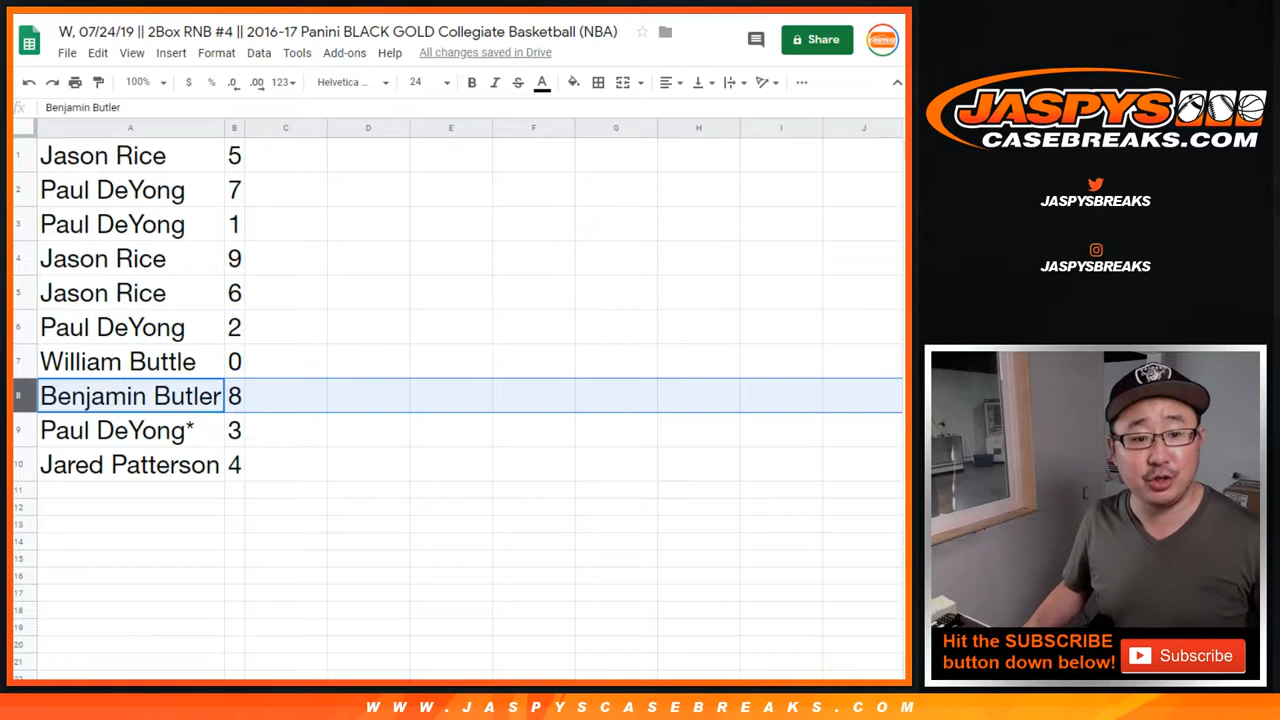 W, 07/24/19 || 2Box RNB #4 || 2016-17 Panini BLACK GOLD Collegiate Basketball (NBA)
File Edit View Insert Format Data Tools Add-ons Help All changes saved in Drive
Share
100% $ % .0 .00 123 Helvetica ... 24 B I S A ...
fx Benjamin Butler
A B C D E F G H I J
1 Jason Rice 5
2 Paul DeYong 7
3 Paul DeYong 1
4 Jason Rice 9
5 Jason Rice 6
6 Paul DeYong 2
7 William Buttle 0
8 Benjamin Butler 8
9 Paul DeYong* 3
10 Jared Patterson 4
11
12
13
14
15
16
17
18
19
20
21
JASPYS
CASEBREAKS.COM
JASPYSBREAKS
JASPYSBREAKS
Hit the SUBSCRIBE
button down below!
Subscribe
WWW.JASPYSCASEBREAKS.COM